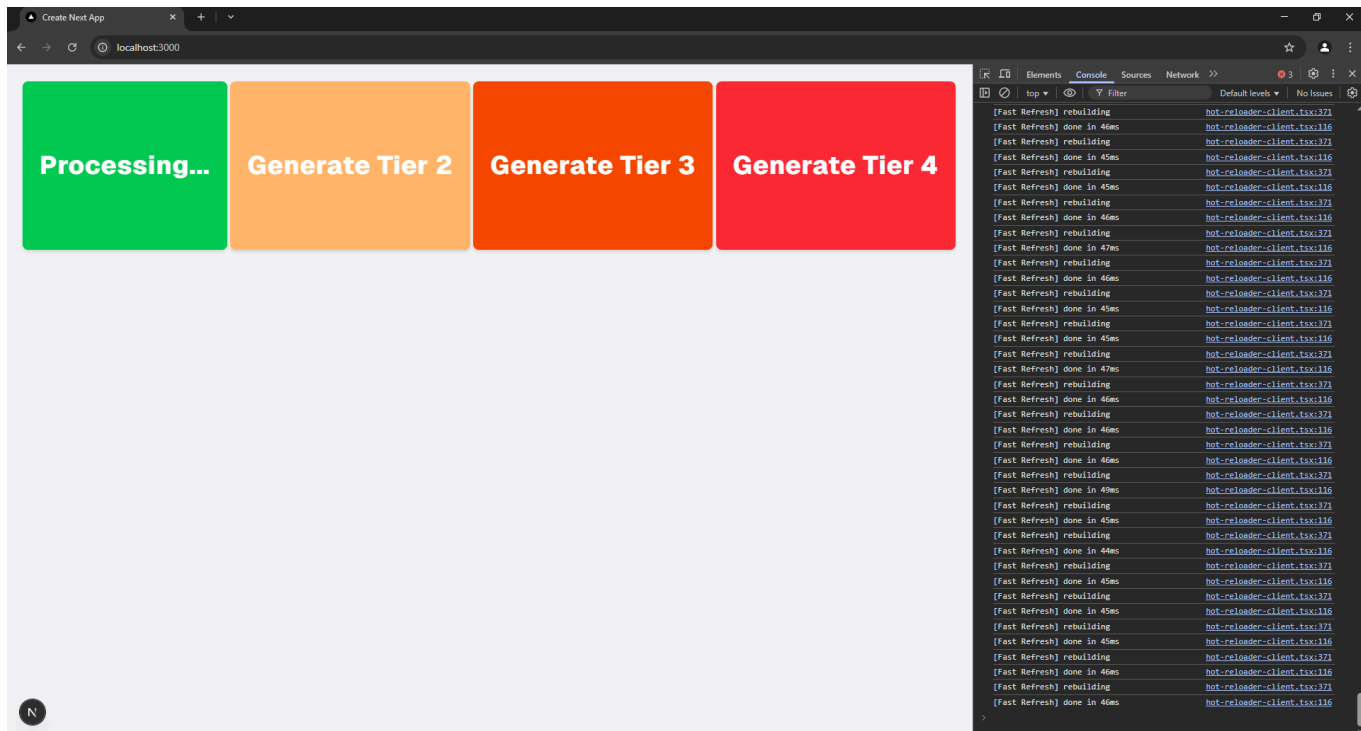 Create Next App
localhost:3000
Processing...
Generate Tier 2
Generate Tier 3
Generate Tier 4
N
Elements Console Sources Network 3
top Filter Default levels No Issues
[Fast Refresh] rebuilding hot-reloader-client.tsx:371
[Fast Refresh] done in 46ms hot-reloader-client.tsx:116
[Fast Refresh] rebuilding hot-reloader-client.tsx:371
[Fast Refresh] done in 45ms hot-reloader-client.tsx:116
[Fast Refresh] rebuilding hot-reloader-client.tsx:371
[Fast Refresh] done in 45ms hot-reloader-client.tsx:116
[Fast Refresh] rebuilding hot-reloader-client.tsx:371
[Fast Refresh] done in 46ms hot-reloader-client.tsx:116
[Fast Refresh] rebuilding hot-reloader-client.tsx:371
[Fast Refresh] done in 47ms hot-reloader-client.tsx:116
[Fast Refresh] rebuilding hot-reloader-client.tsx:371
[Fast Refresh] done in 46ms hot-reloader-client.tsx:116
[Fast Refresh] rebuilding hot-reloader-client.tsx:371
[Fast Refresh] done in 45ms hot-reloader-client.tsx:116
[Fast Refresh] rebuilding hot-reloader-client.tsx:371
[Fast Refresh] done in 45ms hot-reloader-client.tsx:116
[Fast Refresh] rebuilding hot-reloader-client.tsx:371
[Fast Refresh] done in 47ms hot-reloader-client.tsx:116
[Fast Refresh] rebuilding hot-reloader-client.tsx:371
[Fast Refresh] done in 46ms hot-reloader-client.tsx:116
[Fast Refresh] rebuilding hot-reloader-client.tsx:371
[Fast Refresh] done in 46ms hot-reloader-client.tsx:116
[Fast Refresh] rebuilding hot-reloader-client.tsx:371
[Fast Refresh] done in 46ms hot-reloader-client.tsx:116
[Fast Refresh] rebuilding hot-reloader-client.tsx:371
[Fast Refresh] done in 49ms hot-reloader-client.tsx:116
[Fast Refresh] rebuilding hot-reloader-client.tsx:371
[Fast Refresh] done in 45ms hot-reloader-client.tsx:116
[Fast Refresh] rebuilding hot-reloader-client.tsx:371
[Fast Refresh] done in 44ms hot-reloader-client.tsx:116
[Fast Refresh] rebuilding hot-reloader-client.tsx:371
[Fast Refresh] done in 45ms hot-reloader-client.tsx:116
[Fast Refresh] rebuilding hot-reloader-client.tsx:371
[Fast Refresh] done in 45ms hot-reloader-client.tsx:116
[Fast Refresh] rebuilding hot-reloader-client.tsx:371
[Fast Refresh] done in 45ms hot-reloader-client.tsx:116
[Fast Refresh] rebuilding hot-reloader-client.tsx:371
[Fast Refresh] done in 46ms hot-reloader-client.tsx:116
[Fast Refresh] rebuilding hot-reloader-client.tsx:371
[Fast Refresh] done in 46ms hot-reloader-client.tsx:116